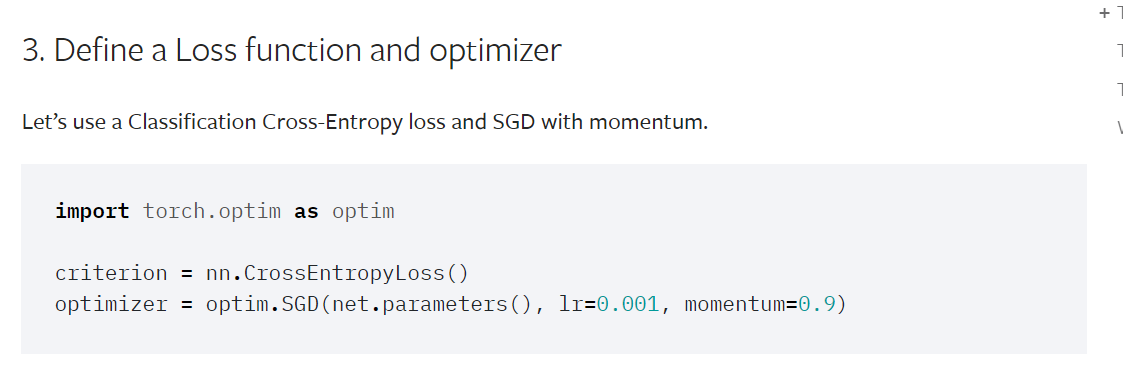 3. Define a Loss function and optimizer
Let’s use a Classification Cross-Entropy loss and SGD with momentum.
import torch.optim as optim
criterion = nn.CrossEntropyLoss()
optimizer = optim.SGD(net.parameters(), lr=0.001, momentum=0.9)
+